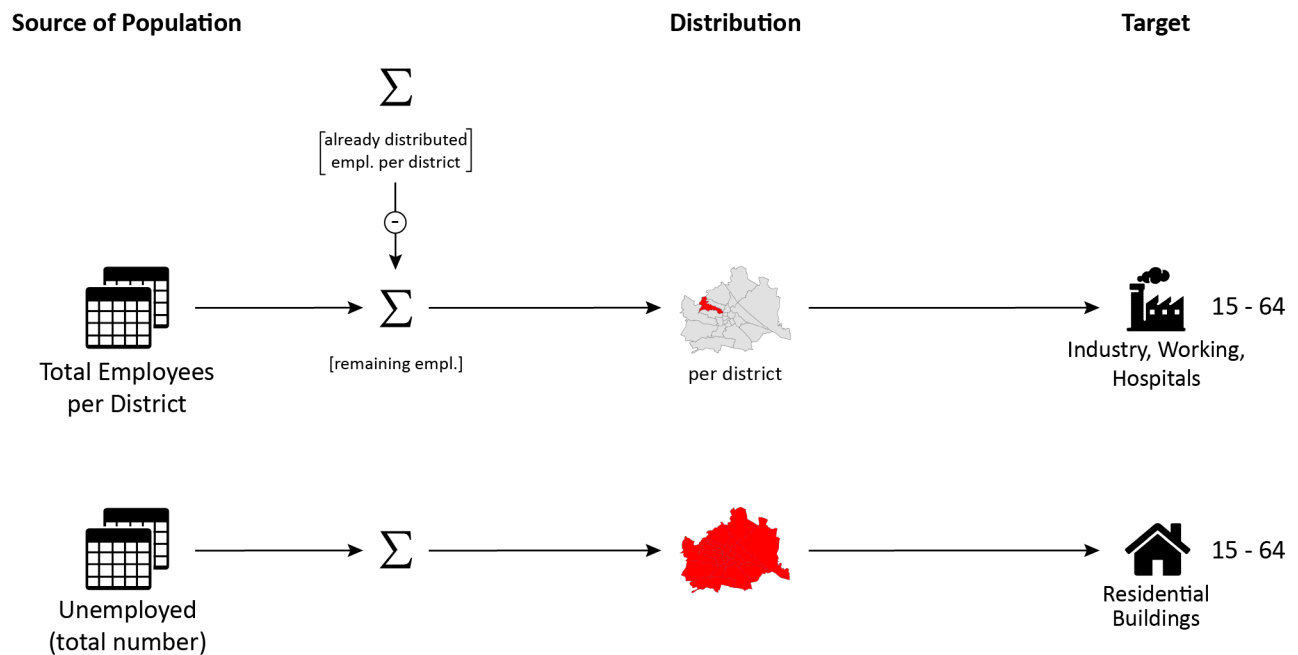 Source of Population
Distribution
Target
Σ
[already distributed
empl. per district]
-
Σ
[remaining empl.]
Total Employees
per District
per district
15 - 64
Industry, Working,
Hospitals
Σ
Unemployed
(total number)
15 - 64
Residential
Buildings